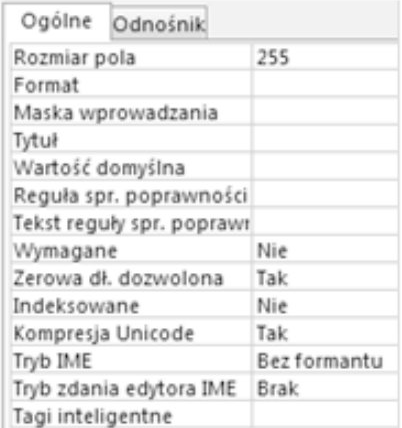 Ogólne Odnośnik
Rozmiar pola 255
Format
Maska wprowadzania
Tytuł
Wartość domyślna
Reguła spr. poprawności
Tekst reguły spr. poprawn
Wymagane Nie
Zerowa dł. dozwolona Tak
Indeksowane Nie
Kompresja Unicode Tak
Tryb IME Bez formantu
Tryb zdania edytora IME Brak
Tagi inteligentne